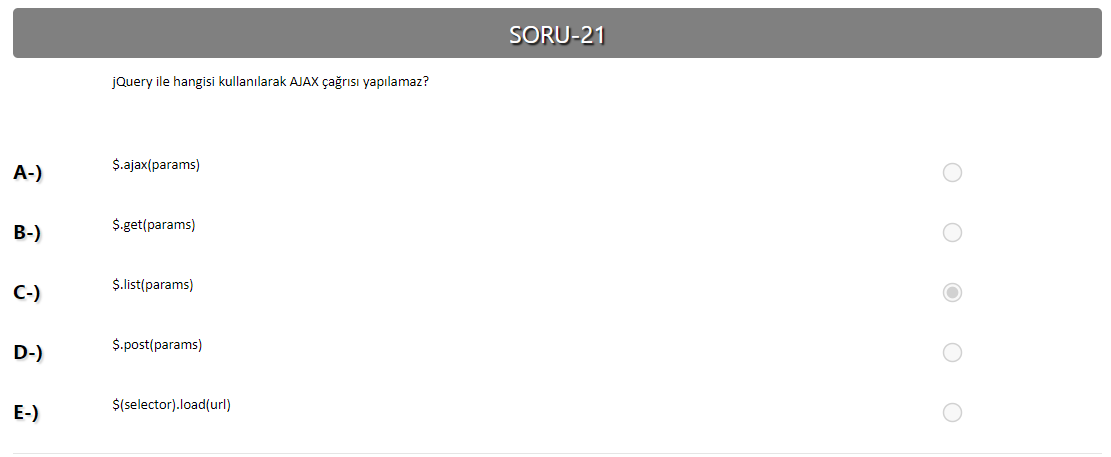 SORU-21
jQuery ile hangisi kullanılarak AJAX çağrısı yapılamaz?
A-) $.ajax(params)
B-) $.get(params)
C-) $.list(params)
D-) $.post(params)
E-) $(selector).load(url)